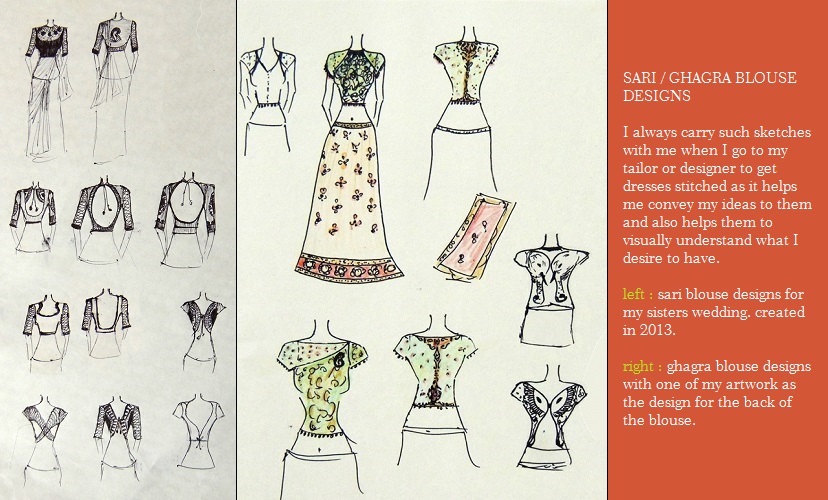 SARI / GHAGRA BLOUSE
DESIGNS
I always carry such sketches
with me when I go to my
tailor or designer to get
dresses stitched as it helps
me convey my ideas to them
and also helps them to
visually understand what I
desire to have.
left : sari blouse designs for
my sisters wedding. created
in 2013.
right : ghagra blouse designs
with one of my artwork as
the design for the back of
the blouse.